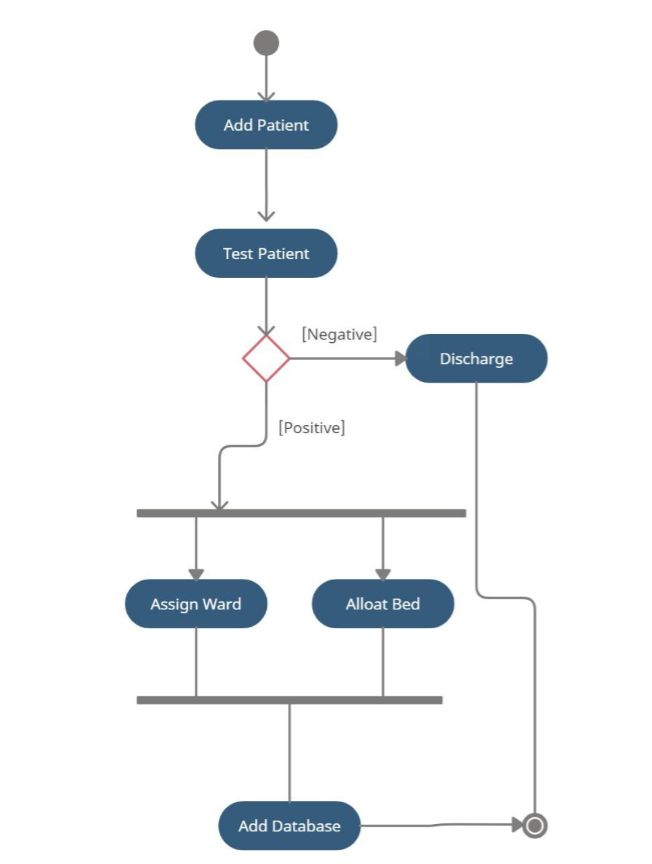 Add Patient
Test Patient
[Negative]
Discharge
[Positive]
Assign Ward
Alloat Bed
Add Database